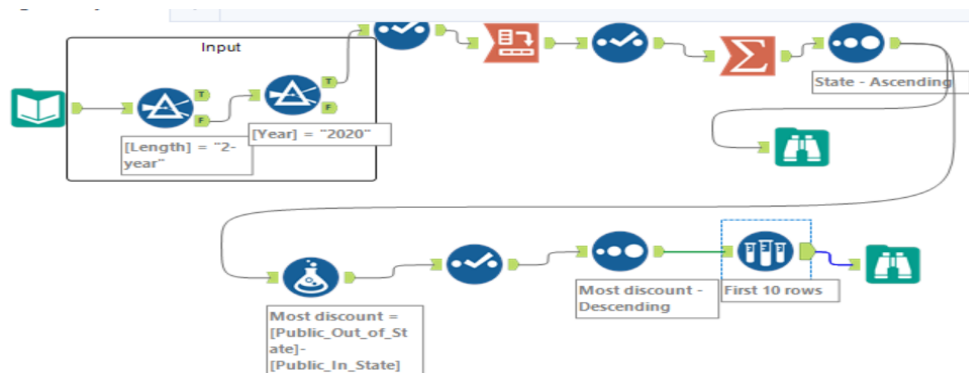 Input
T
F
T
F
[Length] = "2-
year"
[Year] = "2020"
State - Ascending
Most discount =
[Public_Out_of_St
ate]-
[Public_In_State]
Most discount -
Descending
First 10 rows